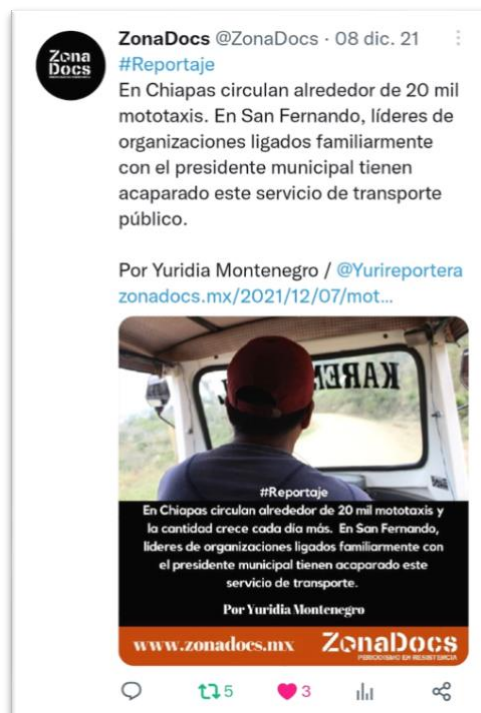 Zona
Docs
ZonaDocs @ZonaDocs · 08 dic. 21
#Reportaje
En Chiapas circulan alrededor de 20 mil
mototaxis. En San Fernando, líderes de
organizaciones ligados familiarmente
con el presidente municipal tienen
acaparado este servicio de transporte
público.
Por Yuridia Montenegro / @Yurireportera
zonadocs.mx/2021/12/07/mot...
KAREN
#Reportaje
En Chiapas circulan alrededor de 20 mil mototaxis y
la cantidad crece cada día más. En San Fernando,
líderes de organizaciones ligados familiarmente con
el presidente municipal tienen acaparado este
servicio de transporte.
Por Yuridia Montenegro
www.zonadocs.mx ZonaDocs
PERIODISMO EN RESISTENCIA
5 3